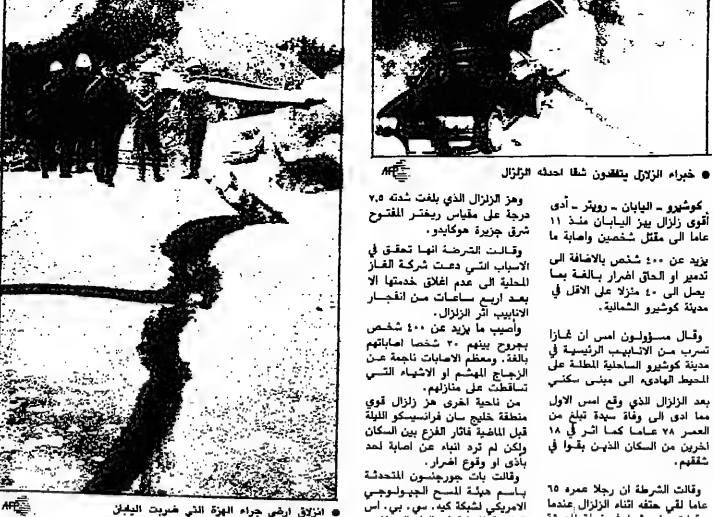 ● خبراء الزلازل يتفقدون شقا احدثه الزلزال
AFP
كوشيرو - اليابان - رويتر - أدى
أقوى زلزال يهز اليابان منذ ١١
عاما الى مقتل شخصين واصابة ما
يزيد عن ٤٠٠ شخص بالاضافة الى
تدمير او الحاق اضرار بالغة بما
يصل الى ٤٠ منزلا على الاقل في
مدينة كوشيرو الشمالية.
وقال مسؤولون امس ان غازا
تسرب من الانابيب الرئيسية في
مدينة كوشيرو الساحلية المطلة على
المحيط الهادىء الى مبنى سكني
بعد الزلزال الذي وقع امس الاول
مما ادى الى وفاة سيدة تبلغ من
العمر ٧٨ عاما كما اثر في ١٨
اخرين من السكان الذين بقوا في
شققهم.
وقالت الشرطة ان رجلا عمره ٦٥
عاما لقي حتفه اثناء الزلزال عندما
وهز الزلزال الذي بلغت شدته ٧,٥
درجة على مقياس ريختر المفتوح
شرق جزيرة هوكايدو.
وقالت الشرطة انها تحقق في
الاسباب التي دعت شركة الغاز
المحلية الى عدم اغلاق خدمتها الا
بعد اربع ساعات من انفجار
الانابيب اثر الزلزال.
وأصيب ما يزيد عن ٤٠٠ شخص
بجروح بينهم ٣٠ شخصا اصاباتهم
بالغة. ومعظم الاصابات ناجمة عن
الزجاج المهشم او الاشياء التي
تساقطت على منازلهم.
من ناحية اخرى هز زلزال قوي
منطقة خليج سان فرانسيسكو الليلة
قبل الماضية فاثار الفزع بين السكان
ولكن لم ترد انباء عن اصابة احد
بأذى او وقوع اضرار.
وقالت بات جورجنسون المتحدثة
باسم هيئة المسح الجيولوجي
الامريكي لشبكة كيه. سي. بي. اس
● انزلاق ارضي جراء الهزة التي ضربت اليابان
AFP